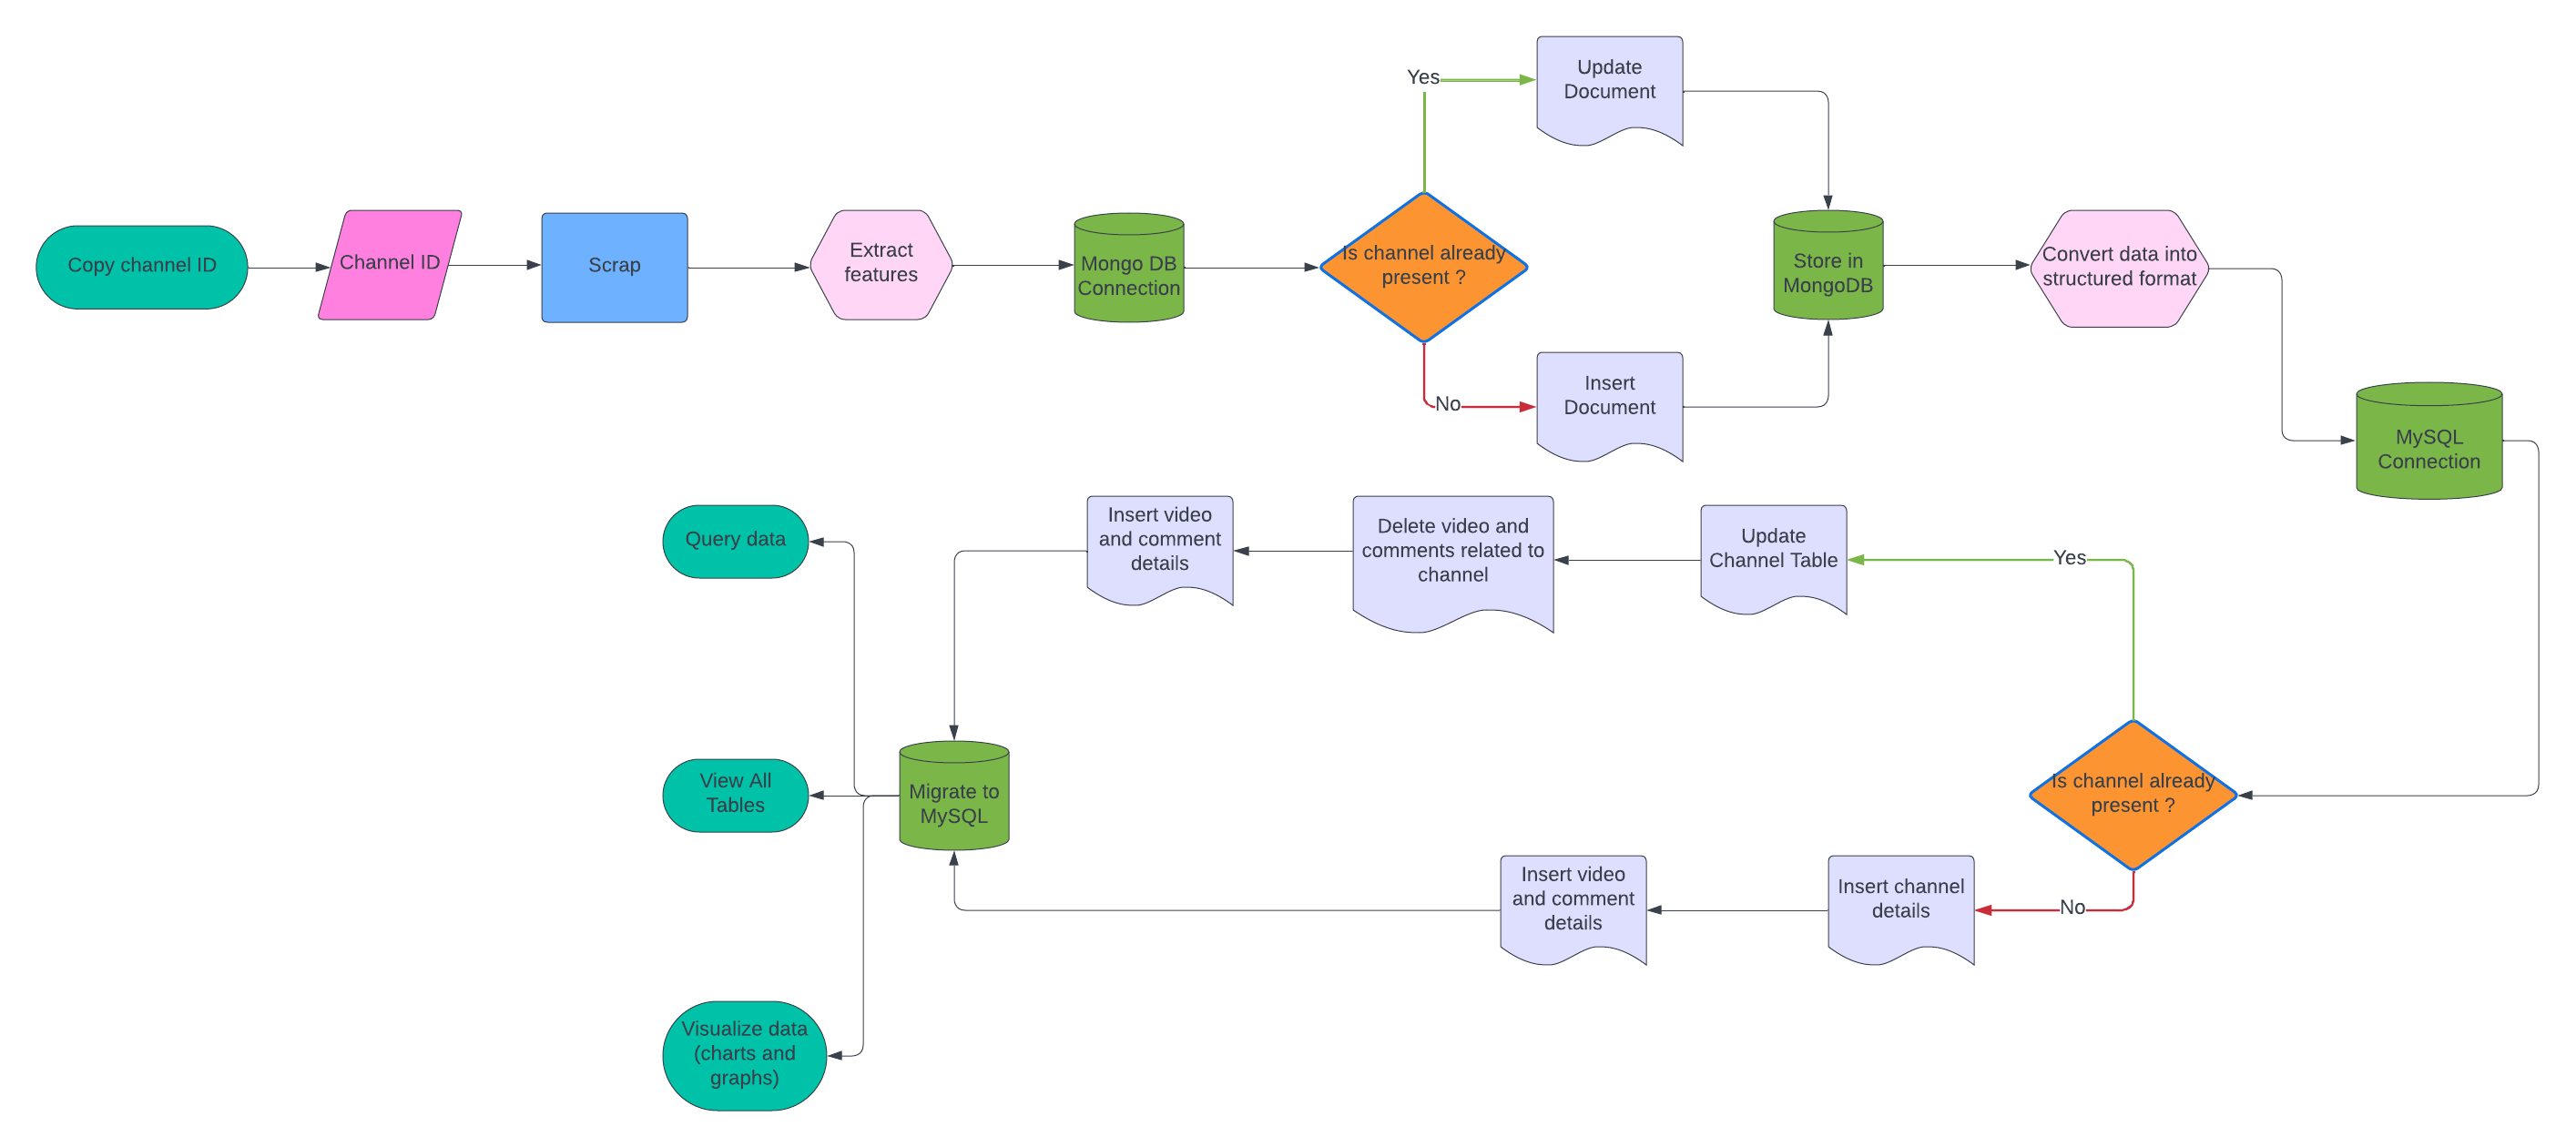 Copy channel ID
Channel ID
Scrap
Extract
features
Mongo DB
Connection
Is channel already
present ?
Yes
Update
Document
No
Insert
Document
Store in
MongoDB
Convert data into
structured format
MySQL
Connection
Is channel already
present ?
Yes
Update
Channel Table
Delete video and
comments related to
channel
Insert video
and comment
details
No
Insert channel
details
Insert video
and comment
details
Migrate to
MySQL
Query data
View All
Tables
Visualize data
(charts and
graphs)